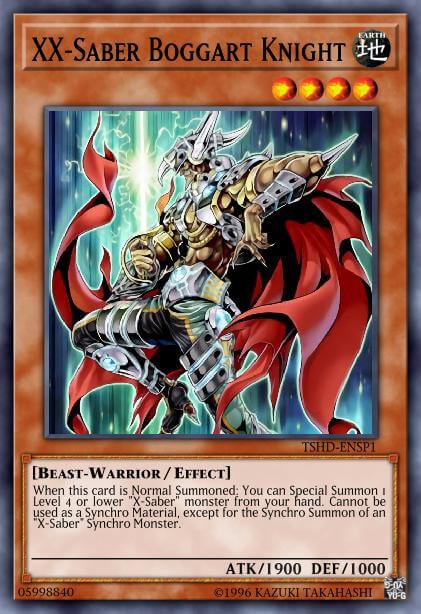 XX-Saber Boggart Knight
EARTH
地
TSHD-ENSP1
[Beast-Warrior / Effect]
When this card is Normal Summoned: You can Special Summon 1
Level 4 or lower "X-Saber" monster from your hand. Cannot be
used as a Synchro Material, except for the Synchro Summon of an
"X-Saber" Synchro Monster.
ATK/1900 DEF/1000
05998840
©1996 KAZUKI TAKAHASHI